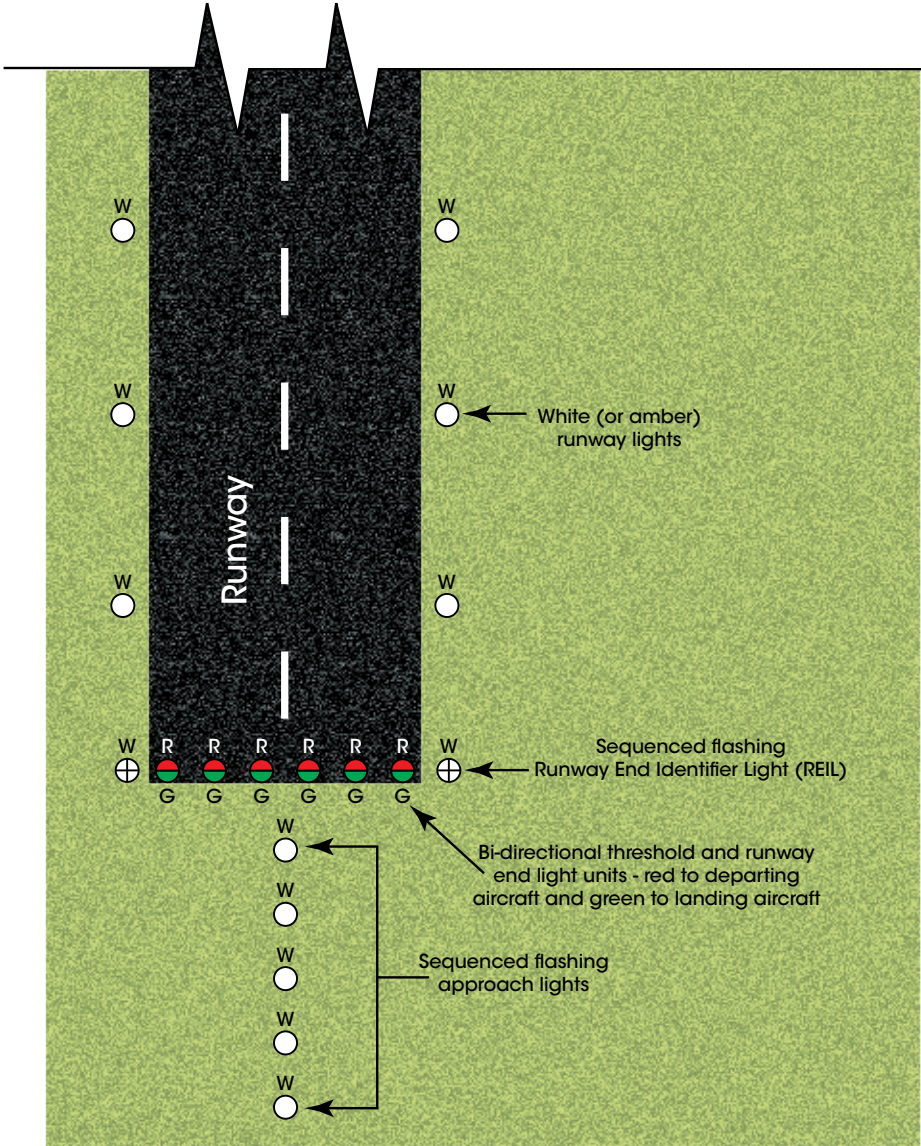 W W
W W
White (or amber)
runway lights
Runway
W W
W R R R R R R W
Sequenced flashing
Runway End Identifier Light (REIL)
G G G G G G
W
Bi-directional threshold and runway
end light units - red to departing
aircraft and green to landing aircraft
W
W
Sequenced flashing
approach lights
W
W